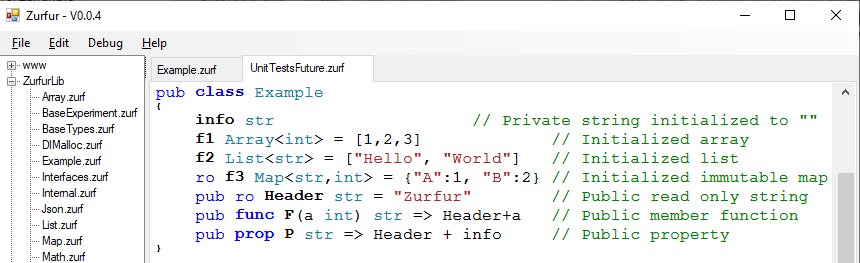 Zurfur - V0.0.4
File Edit Debug Help
www
ZurfurLib
Array.zurf
BaseExperiment.zurf
BaseTypes.zurf
DlMalloc.zurf
Example.zurf
Interfaces.zurf
Internal.zurf
Json.zurf
List.zurf
Map.zurf
Math.zurf
Example.zurf UnitTestsFuture.zurf
pub class Example
{
info str // Private string initialized to ""
f1 Array<int> = [1,2,3] // Initialized array
f2 List<str> = ["Hello", "World"] // Initialized list
ro f3 Map<str,int> = {"A":1, "B":2} // Initialized immutable map
pub ro Header str = "Zurfur" // Public read only string
pub func F(a int) str => Header+a // Public member function
pub prop P str => Header + info // Public property
}